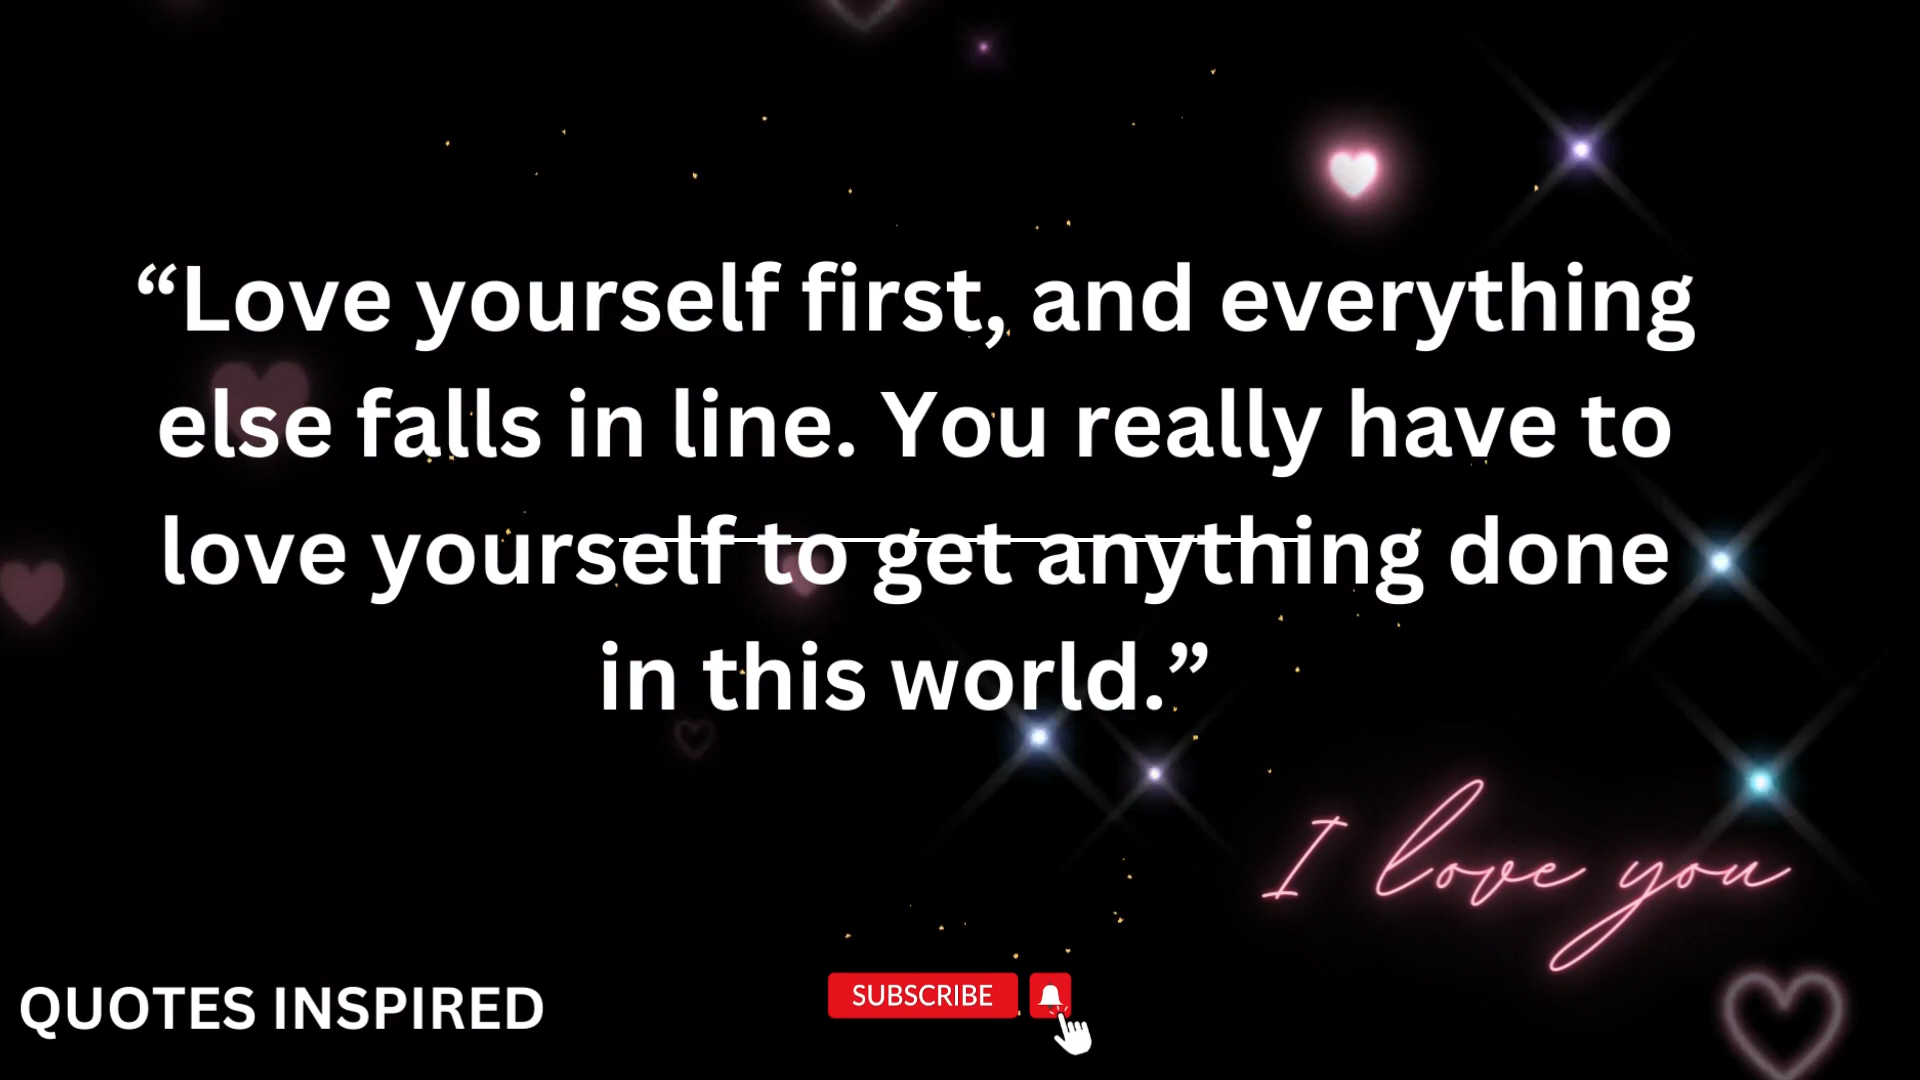 “Love yourself first, and everything
else falls in line. You really have to
love yourself to get anything done
in this world.”
I love you
QUOTES INSPIRED
SUBSCRIBE